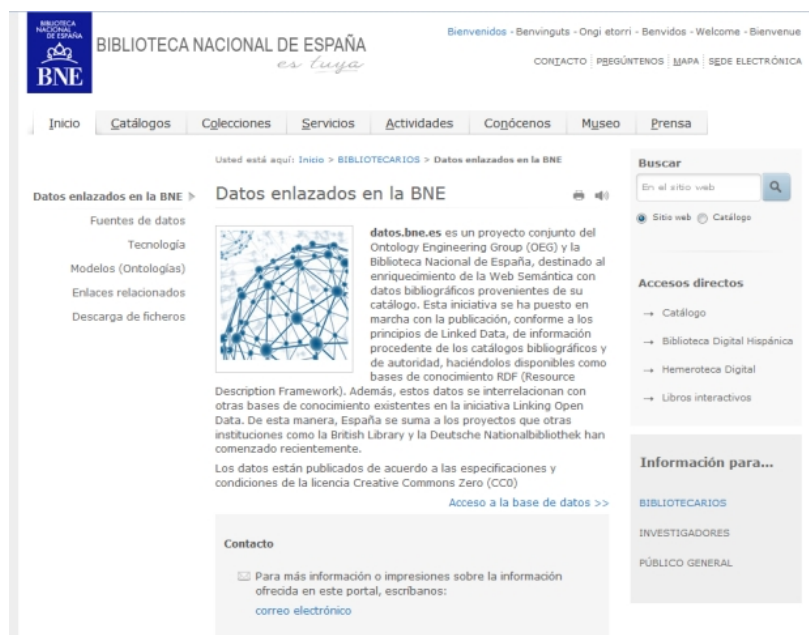 BIBLIOTECA
NACIONAL
DE ESPAÑA
BNE
BIBLIOTECA NACIONAL DE ESPAÑA
es tuya
Bienvenidos - Benvinguts - Ongi etorri - Benvidos - Welcome - Bienvenue
CONTACTO PREGÚNTENOS MAPA SEDE ELECTRÓNICA
Inicio Catálogos Colecciones Servicios Actividades Conócenos Museo Prensa
Usted está aquí: Inicio > BIBLIOTECARIOS > Datos enlazados en la BNE
Datos enlazados en la BNE
Fuentes de datos
Tecnología
Modelos (Ontologías)
Enlaces relacionados
Descarga de ficheros
Datos enlazados en la BNE
datos.bne.es es un proyecto conjunto del
Ontology Engineering Group (OEG) y la
Biblioteca Nacional de España, destinado al
enriquecimiento de la Web Semántica con
datos bibliográficos provenientes de su
catálogo. Esta iniciativa se ha puesto en
marcha con la publicación, conforme a los
principios de Linked Data, de información
procedente de los catálogos bibliográficos y
de autoridad, haciéndolos disponibles como
bases de conocimiento RDF (Resource
Description Framework). Además, estos datos se interrelacionan con
otras bases de conocimiento existentes en la iniciativa Linking Open
Data. De esta manera, España se suma a los proyectos que otras
instituciones como la British Library y la Deutsche Nationalbibliothek han
comenzado recientemente.
Los datos están publicados de acuerdo a las especificaciones y
condiciones de la licencia Creative Commons Zero (CC0)
Acceso a la base de datos >>
Contacto
Para más información o impresiones sobre la información
ofrecida en este portal, escríbanos:
correo electrónico
Buscar
En el sitio web
Sitio web Catálogo
Accesos directos
→ Catálogo
→ Biblioteca Digital Hispánica
→ Hemeroteca Digital
→ Libros interactivos
Información para...
BIBLIOTECARIOS
INVESTIGADORES
PÚBLICO GENERAL